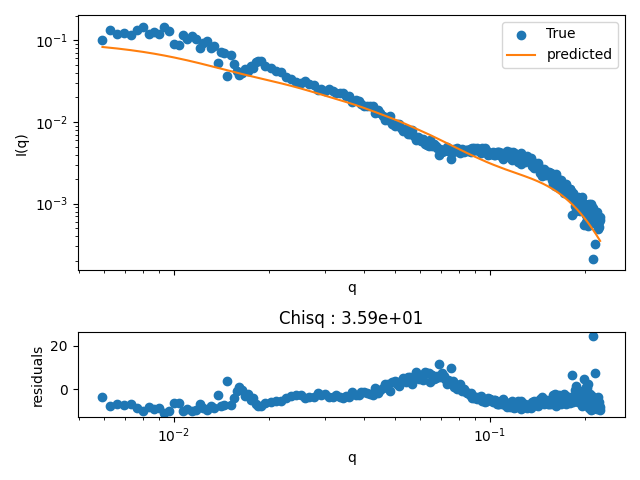 10⁻¹
10⁻²
10⁻³
I(q)
True
predicted
q
Chisq : 3.59e+01
20
0
residuals
10⁻²
10⁻¹
q